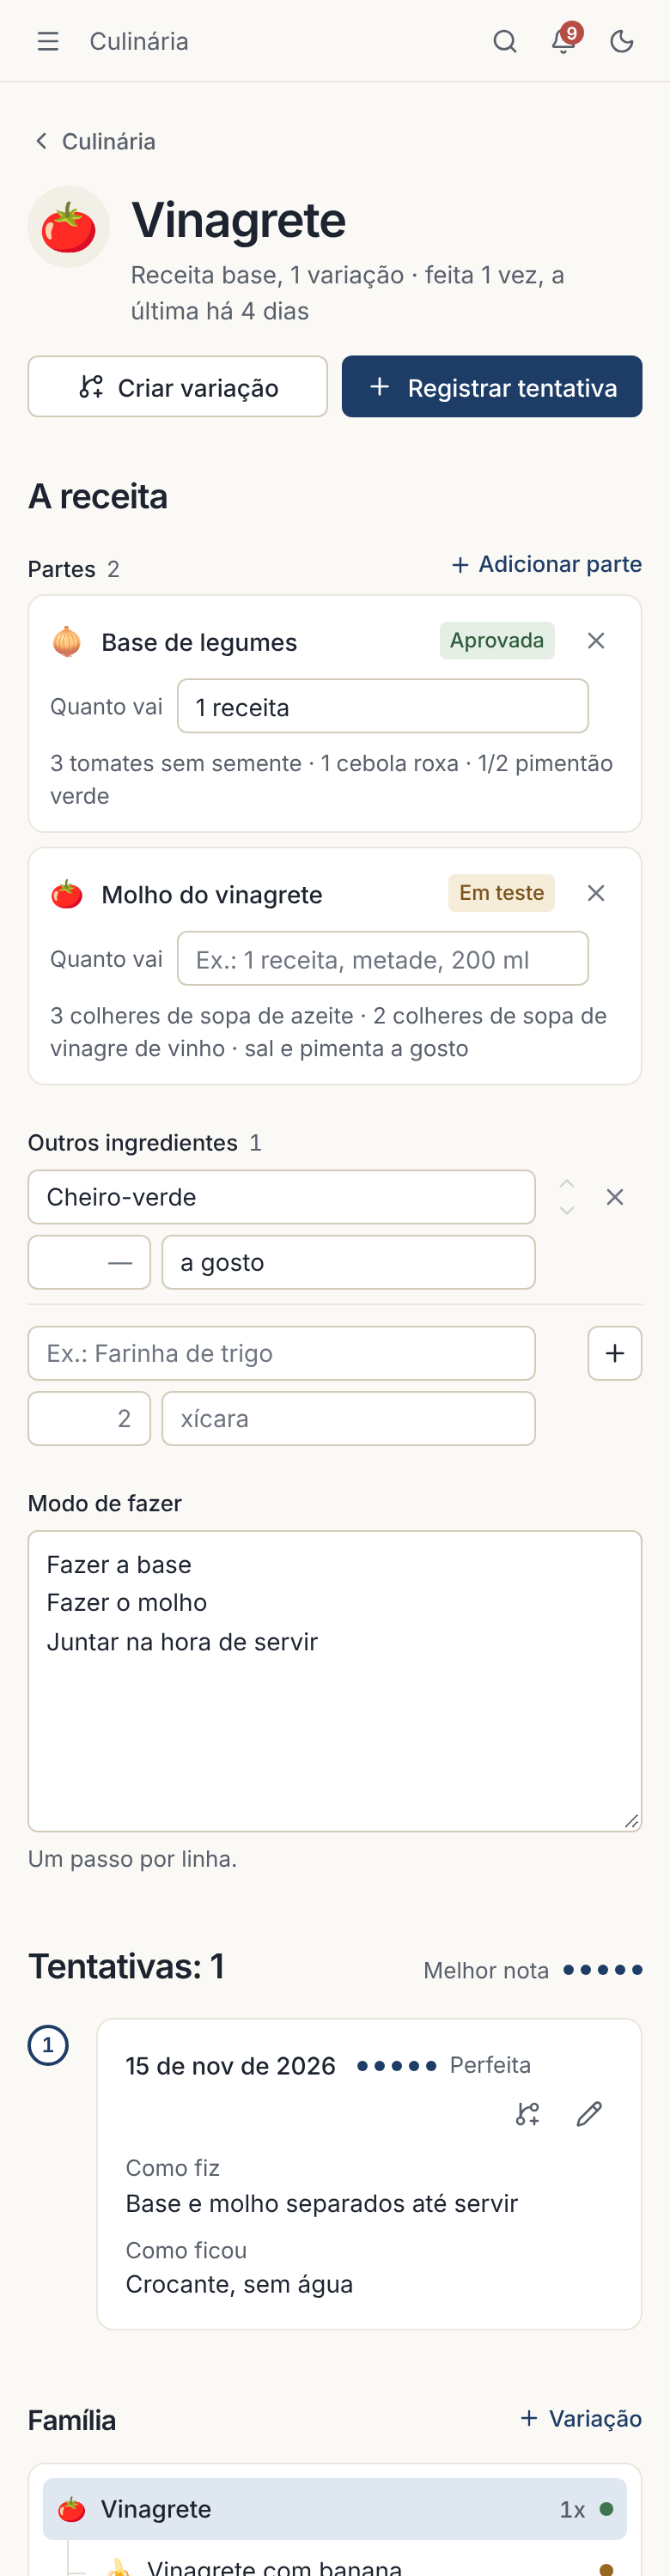 Culinária
9
Culinária
Vinagrete
Receita base, 1 variação · feita 1 vez, a
última há 4 dias
Criar variação
+ Registrar tentativa
A receita
Partes 2
+ Adicionar parte
Base de legumes
Aprovada
Quanto vai
1 receita
3 tomates sem semente · 1 cebola roxa · 1/2 pimentão
verde
Molho do vinagrete
Em teste
Quanto vai
Ex.: 1 receita, metade, 200 ml
3 colheres de sopa de azeite · 2 colheres de sopa de
vinagre de vinho · sal e pimenta a gosto
Outros ingredientes 1
Cheiro-verde
— a gosto
Ex.: Farinha de trigo
2 xícara
Modo de fazer
Fazer a base
Fazer o molho
Juntar na hora de servir
Um passo por linha.
Tentativas: 1
Melhor nota
1
15 de nov de 2026
Perfeita
Como fiz
Base e molho separados até servir
Como ficou
Crocante, sem água
Família
+ Variação
Vinagrete
1x
Vinagrete com banana